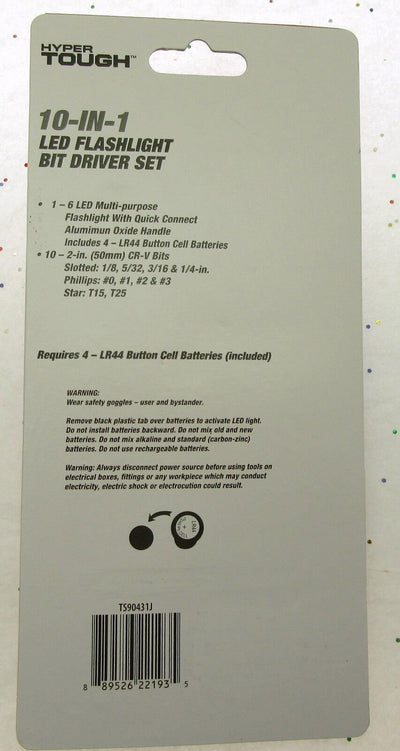 HYPER
TOUGH™
10-IN-1
LED FLASHLIGHT
BIT DRIVER SET
• 1 – 6 LED Multi-purpose
Flashlight With Quick Connect
Alumimun Oxide Handle
Includes 4 – LR44 Button Cell Batteries
• 10 – 2-in. (50mm) CR-V Bits
Slotted: 1/8, 5/32, 3/16 & 1/4-in.
Phillips: #0, #1, #2 & #3
Star: T15, T25
Requires 4 – LR44 Button Cell Batteries (included)
WARNING:
Wear safety goggles – user and bystander.
Remove black plastic tab over batteries to activate LED light.
Do not install batteries backward. Do not mix old and new
batteries. Do not mix alkaline and standard (carbon-zinc)
batteries. Do not use rechargeable batteries.
Warning: Always disconnect power source before using tools on
electrical boxes, fittings or any workpiece which may conduct
electricity, electric shock or electrocution could result.
LR44
TS90431J
8 89526 22193 5